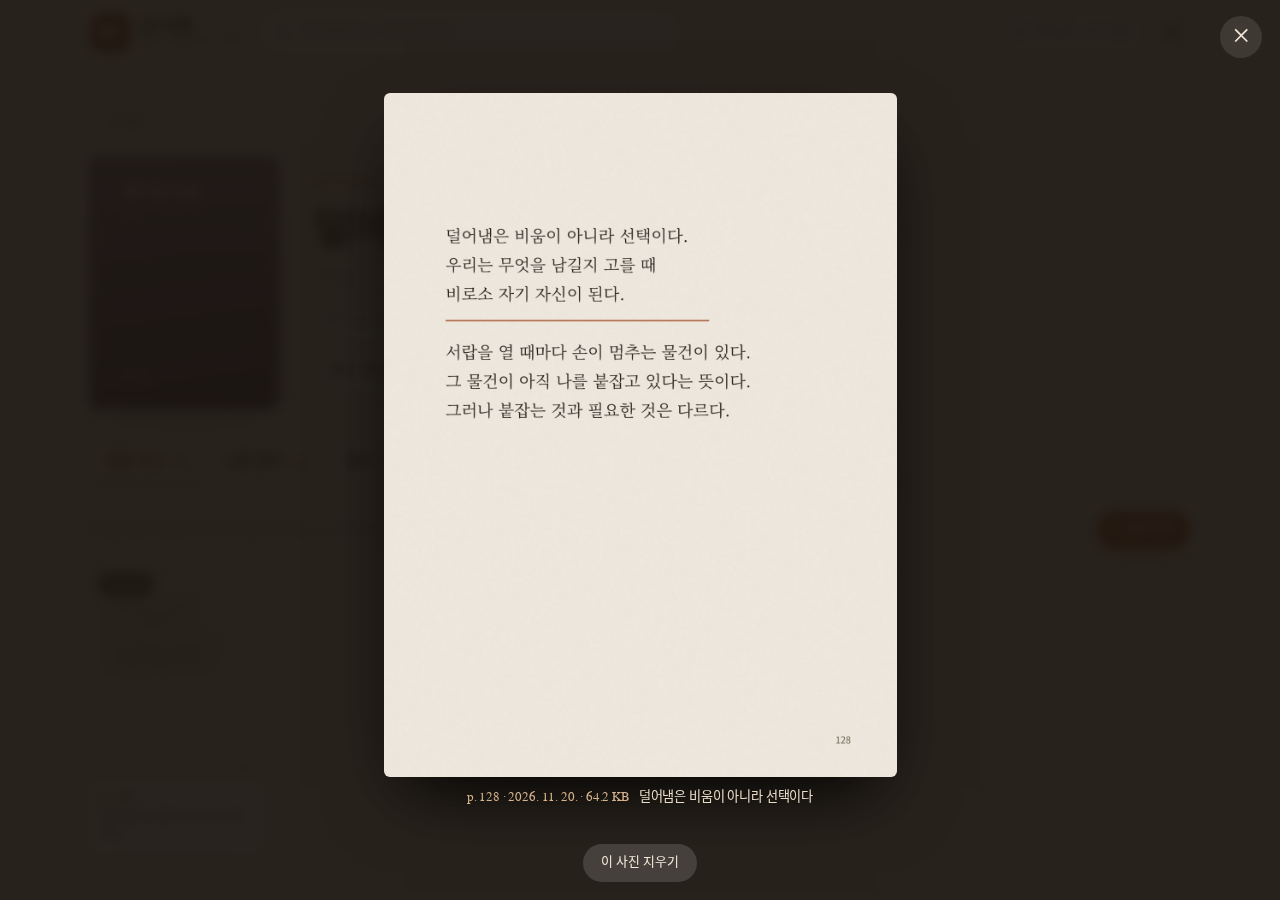 덜어냄은 비움이 아니라 선택이다.
우리는 무엇을 남길지 고를 때
비로소 자기 자신이 된다.
서랍을 열 때마다 손이 멈추는 물건이 있다.
그 물건이 아직 나를 붙잡고 있다는 뜻이다.
그러나 붙잡는 것과 필요한 것은 다르다.
128
p. 128 · 2026. 11. 20. · 64.2 KB 덜어냄은 비움이 아니라 선택이다
이 사진 지우기